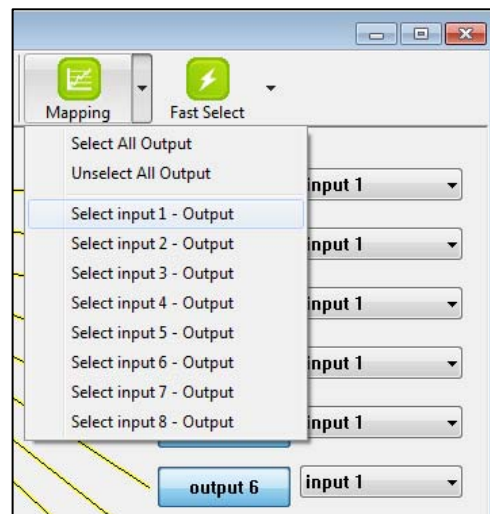 Mapping
Fast Select
Select All Output
Unselect All Output
input 1
Select input 1 - Output
Select input 2 - Output
input 1
Select input 3 - Output
Select input 4 - Output
input 1
Select input 5 - Output
Select input 6 - Output
input 1
Select input 7 - Output
Select input 8 - Output
input 1
output 6
input 1